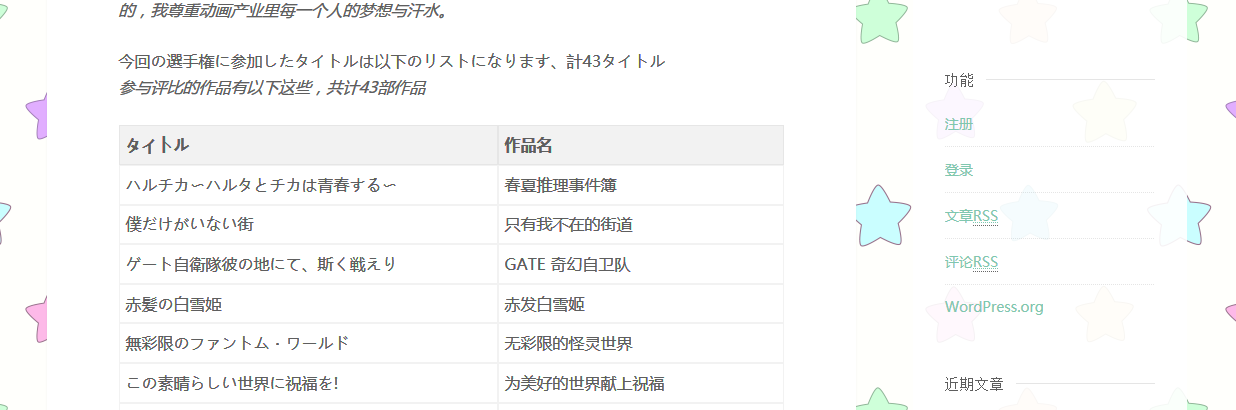 的，我尊重动画产业里每一个人的梦想与汗水。
今回の選手権に参加したタイトルは以下のリストになります、計43タイトル
参与评比的作品有以下这些，共计43部作品
タイトル 作品名
ハルチカ〜ハルタとチカは青春する〜 春夏推理事件簿
僕だけがいない街 只有我不在的街道
ゲート自衛隊彼の地にて、斯く戦えり GATE 奇幻自卫队
赤髪の白雪姫 赤发白雪姬
無彩限のファントム・ワールド 无彩限的怪灵世界
この素晴らしい世界に祝福を! 为美好的世界献上祝福
功能
注册
登录
文章RSS
评论RSS
WordPress.org
近期文章